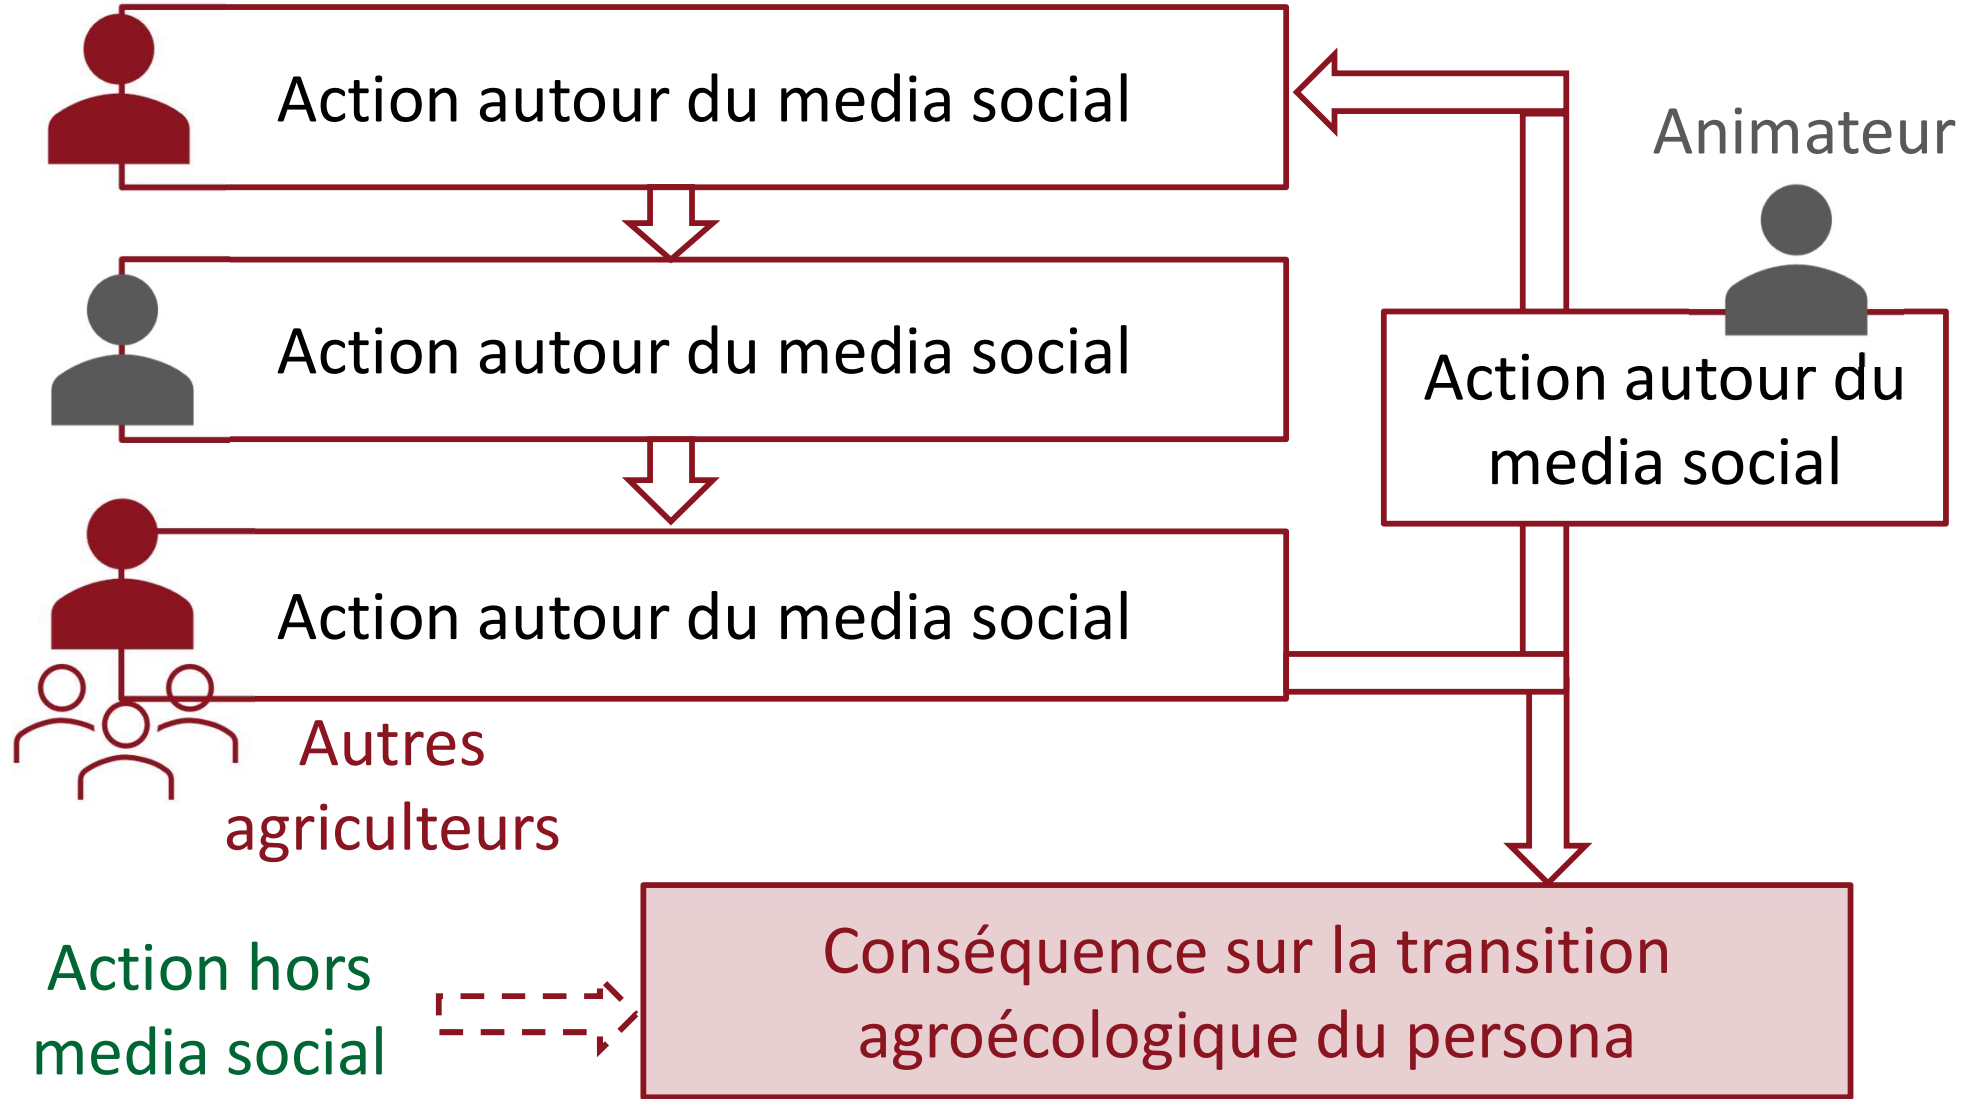 Action autour du media social
Animateur
Action autour du media social
Action autour du
media social
Action autour du media social
Autres
agriculteurs
Action hors
media social
Conséquence sur la transition
agroécologique du persona